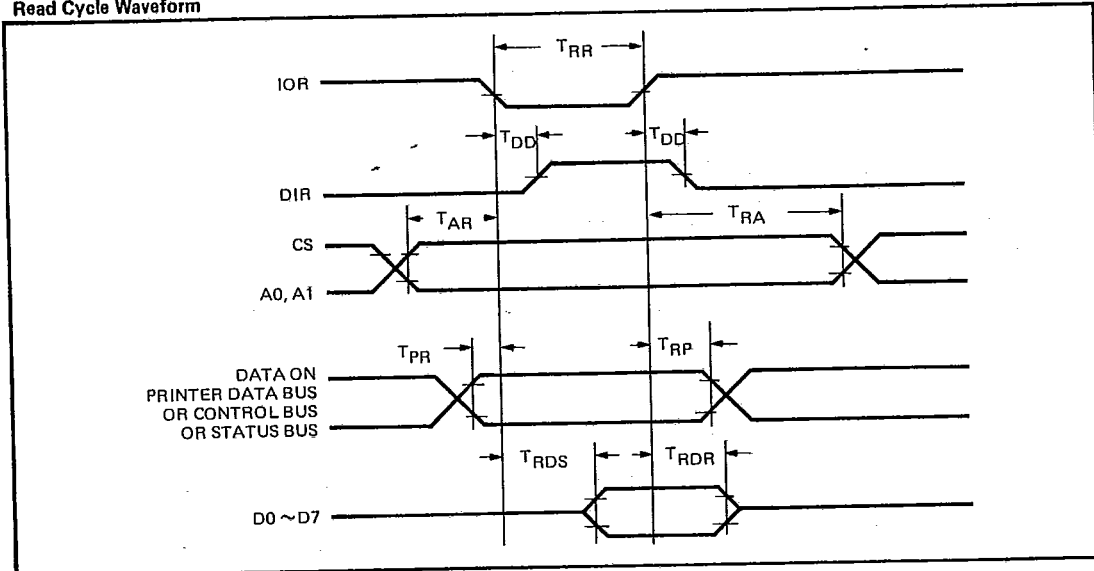 Read Cycle Waveform
TRR
IOR
TDD
TDD
DIR
TAR
TRA
CS
A0, A1
TPR
TRP
DATA ON
PRINTER DATA BUS
OR CONTROL BUS
OR STATUS BUS
TRDS
TRDR
D0 ~D7